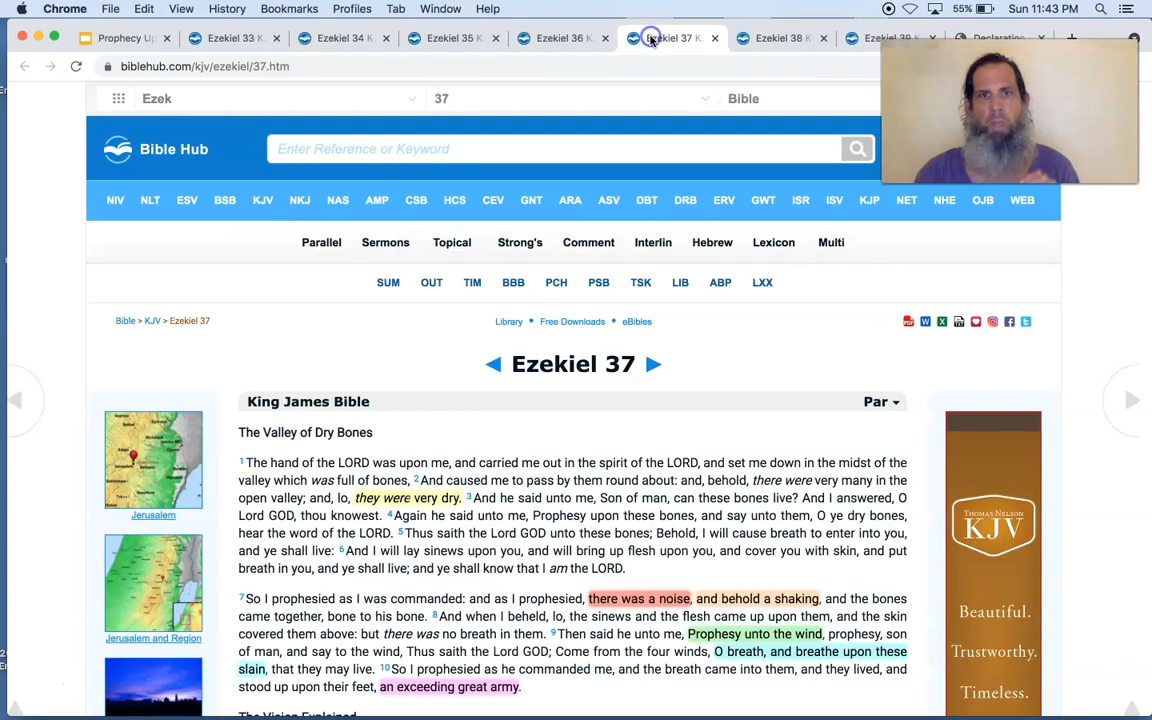 Chrome File Edit View History Bookmarks Profiles Tab Window Help 55% Sun 11:43 PM
Prophecy Up Ezekiel 33 K Ezekiel 34 K Ezekiel 35 K Ezekiel 36 K Ezekiel 37 K Ezekiel 38 K Ezekiel 39 K Declaration
biblehub.com/kjv/ezekiel/37.htm
Ezek 37 Bible
Bible Hub Enter Reference or Keyword
NIV NLT ESV BSB KJV NKJ NAS AMP CSB HCS CEV GNT ARA ASV DBT DRB ERV GWT ISR ISV KJP NET NHE OJB WEB
Parallel Sermons Topical Strong's Comment Interlin Hebrew Lexicon Multi
SUM OUT TIM BBB PCH PSB TSK LIB ABP LXX
Bible > KJV > Ezekiel 37 Library • Free Downloads • eBibles
◄ Ezekiel 37 ►
King James Bible Par
The Valley of Dry Bones
1The hand of the LORD was upon me, and carried me out in the spirit of the LORD, and set me down in the midst of the
valley which was full of bones, 2And caused me to pass by them round about: and, behold, there were very many in the
open valley; and, lo, they were very dry. 3And he said unto me, Son of man, can these bones live? And I answered, O
Lord GOD, thou knowest. 4Again he said unto me, Prophesy upon these bones, and say unto them, O ye dry bones,
hear the word of the LORD. 5Thus saith the Lord GOD unto these bones; Behold, I will cause breath to enter into you,
and ye shall live: 6And I will lay sinews upon you, and will bring up flesh upon you, and cover you with skin, and put
breath in you, and ye shall live; and ye shall know that I am the LORD.
7So I prophesied as I was commanded: and as I prophesied, there was a noise, and behold a shaking, and the bones
came together, bone to his bone. 8And when I beheld, lo, the sinews and the flesh came up upon them, and the skin
covered them above: but there was no breath in them. 9Then said he unto me, Prophesy unto the wind, prophesy, son
of man, and say to the wind, Thus saith the Lord GOD; Come from the four winds, O breath, and breathe upon these
slain, that they may live. 10So I prophesied as he commanded me, and the breath came into them, and they lived, and
stood up upon their feet, an exceeding great army.
The Vision Explained
Jerusalem
Jerusalem and Region
THOMAS NELSON
KJV
Beautiful.
Trustworthy.
Timeless.